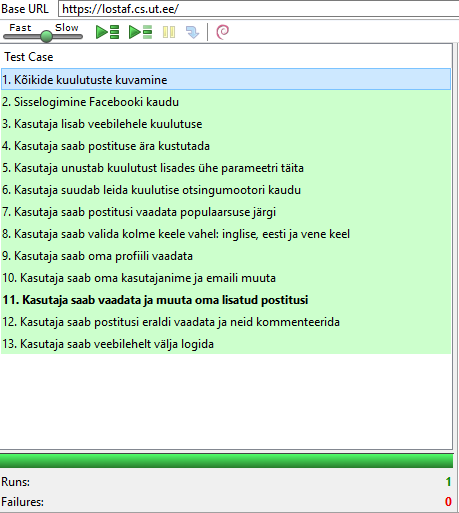 Base URL https://lostaf.cs.ut.ee/
Fast Slow
Test Case
1. Kõikide kuulutuste kuvamine
2. Sisselogimine Facebooki kaudu
3. Kasutaja lisab veebilehele kuulutuse
4. Kasutaja saab postituse ära kustutada
5. Kasutaja unustab kuulutust lisades ühe parameetri täita
6. Kasutaja suudab leida kuulutise otsingumootori kaudu
7. Kasutaja saab postitusi vaadata populaarsuse järgi
8. Kasutaja saab valida kolme keele vahel: inglise, eesti ja vene keel
9. Kasutaja saab oma profiili vaadata
10. Kasutaja saab oma kasutajanime ja emaili muuta
11. Kasutaja saab vaadata ja muuta oma lisatud postitusi
12. Kasutaja saab postitusi eraldi vaadata ja neid kommenteerida
13. Kasutaja saab veebilehelt välja logida
Runs: 1
Failures: 0